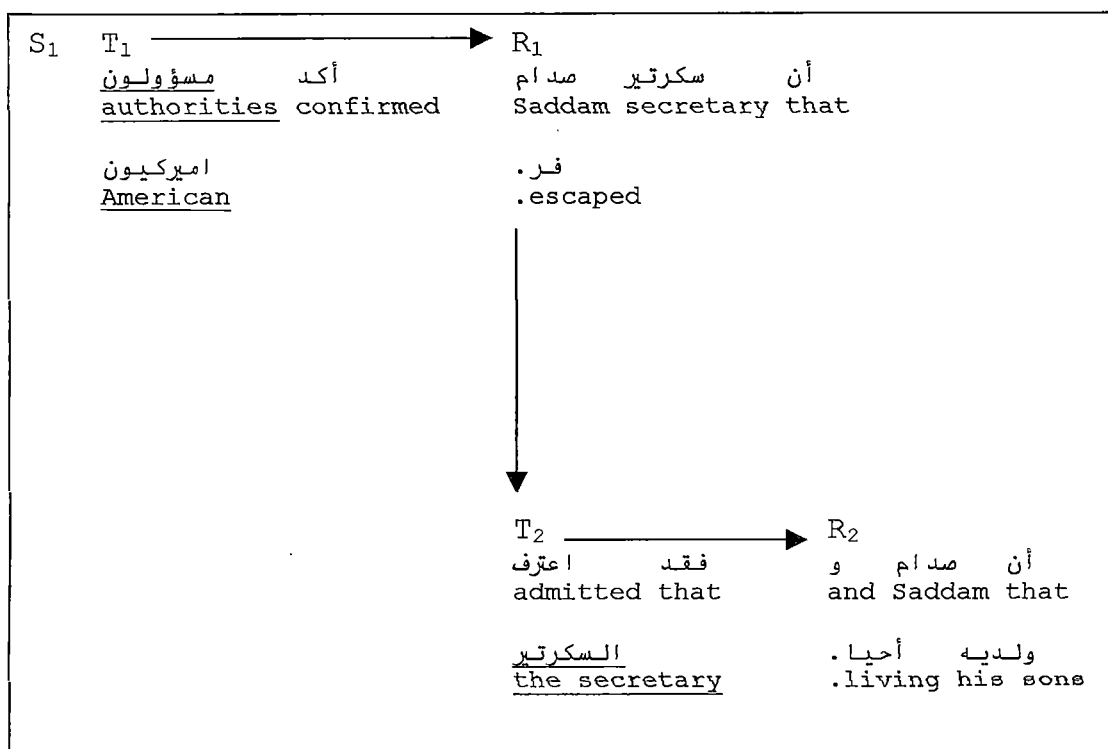 S₁ T₁
أكد مسؤولون
authorities confirmed
اميركيون
American
R₁
أن سكرتير صدام
Saddam secretary that
فر.
.escaped
T₂
فقد اعترف
admitted that
السكرتير
the secretary
R₂
أن صدام و
and Saddam that
ولديه أحيا.
.living his sons